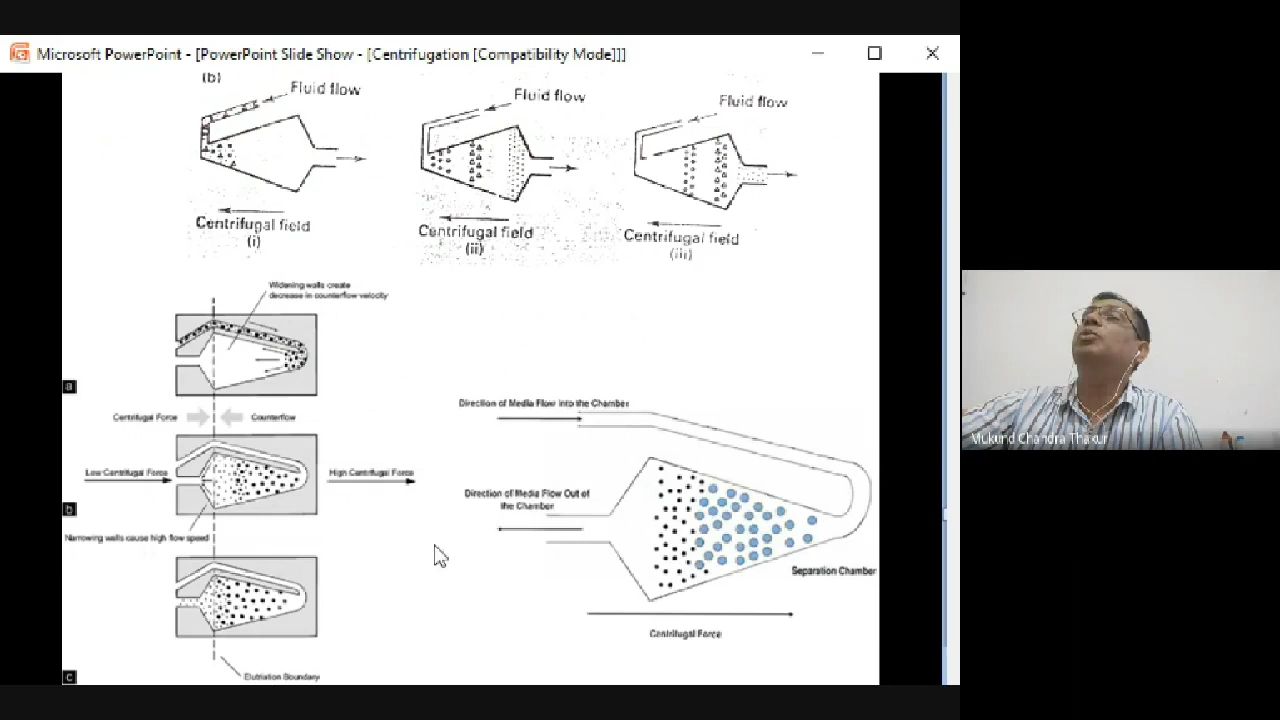 Microsoft PowerPoint - [PowerPoint Slide Show - [Centrifugation [Compatibility Mode]]]
(b)
Fluid flow
Centrifugal field
(i)
Fluid flow
Centrifugal field
(ii)
Fluid flow
Centrifugal field
(iii)
Widening walls create
decrease in counterflow velocity
a
Centrifugal Force
Counterflow
Low Centrifugal Force
High Centrifugal Force
b
Narrowing walls cause high flow speed
Elutriation Boundary
c
Direction of Media Flow into the Chamber
Direction of Media Flow Out of
the Chamber
Separation Chamber
Centrifugal Force
Mukund Chandra Thakur